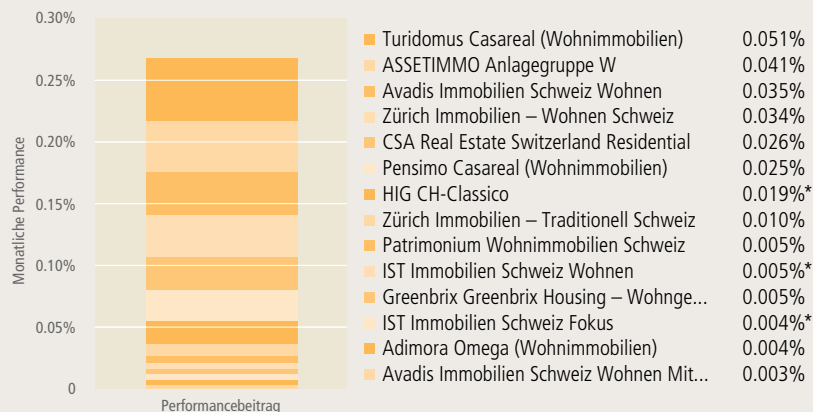 0.30%
0.25%
0.20%
0.15%
0.10%
0.05%
0
Monatliche Performance
Performancebeitrag
Turidomus Casareal (Wohnimmobilien) 0.051%
ASSETIMMO Anlagegruppe W 0.041%
Avadis Immobilien Schweiz Wohnen 0.035%
Zürich Immobilien – Wohnen Schweiz 0.034%
CSA Real Estate Switzerland Residential 0.026%
Pensimo Casareal (Wohnimmobilien) 0.025%
HIG CH-Classico 0.019%*
Zürich Immobilien – Traditionell Schweiz 0.010%
Patrimonium Wohnimmobilien Schweiz 0.005%
IST Immobilien Schweiz Wohnen 0.005%*
Greenbrix Greenbrix Housing – Wohnge... 0.005%
IST Immobilien Schweiz Fokus 0.004%*
Adimora Omega (Wohnimmobilien) 0.004%
Avadis Immobilien Schweiz Wohnen Mit... 0.003%